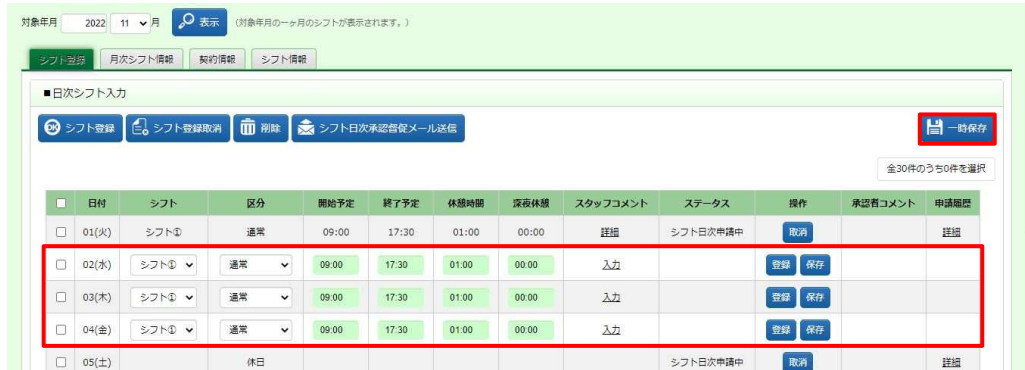 対象年月 2022 11 月 表示 (対象年月の一ヶ月のシフトが表示されます。)
シフト登録 月次シフト情報 契約情報 シフト情報
■日次シフト入力
OK シフト登録 シフト登録取消 削除 シフト日次承認督促メール送信 一時保存
全30件のうち0件を選択
日付 シフト 区分 開始予定 終了予定 休憩時間 深夜休憩 スタッフコメント ステータス 操作 承認者コメント 申請履歴
01(火) シフト① 通常 09:00 17:30 01:00 00:00 詳細 シフト日次申請中 取消 詳細
02(水) シフト① 通常 09:00 17:30 01:00 00:00 入力 登録 保存
03(木) シフト① 通常 09:00 17:30 01:00 00:00 入力 登録 保存
04(金) シフト① 通常 09:00 17:30 01:00 00:00 入力 登録 保存
05(土) 休日 シフト日次申請中 取消 詳細